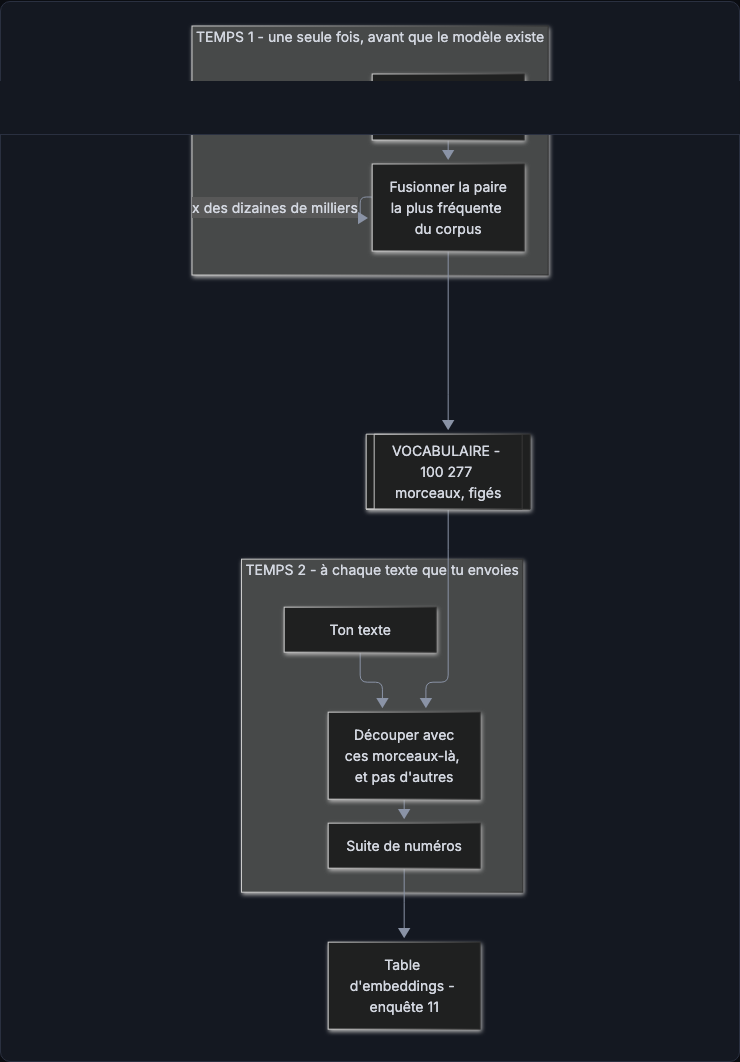 TEMPS 1 - une seule fois, avant que le modèle existe
Fusionner la paire
la plus fréquente
du corpus
x des dizaines de milliers
VOCABULAIRE -
100 277
morceaux, figés
TEMPS 2 - à chaque texte que tu envoies
Ton texte
Découper avec
ces morceaux-là,
et pas d'autres
Suite de numéros
Table
d'embeddings -
enquête 11